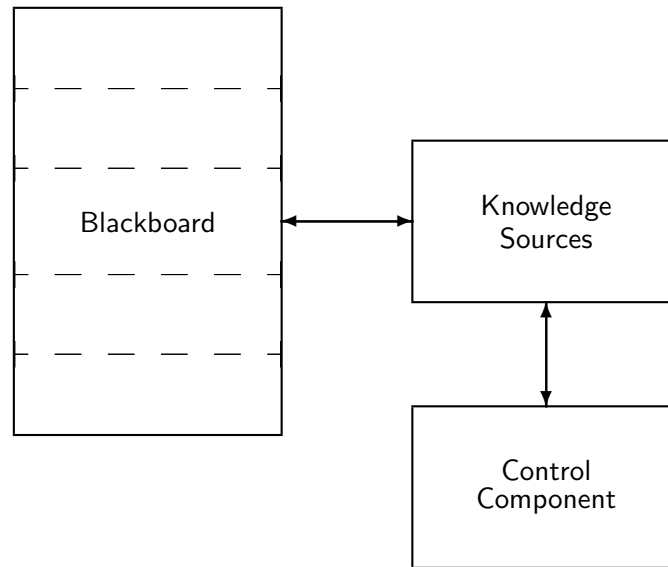 Blackboard
Knowledge
Sources
Control
Component